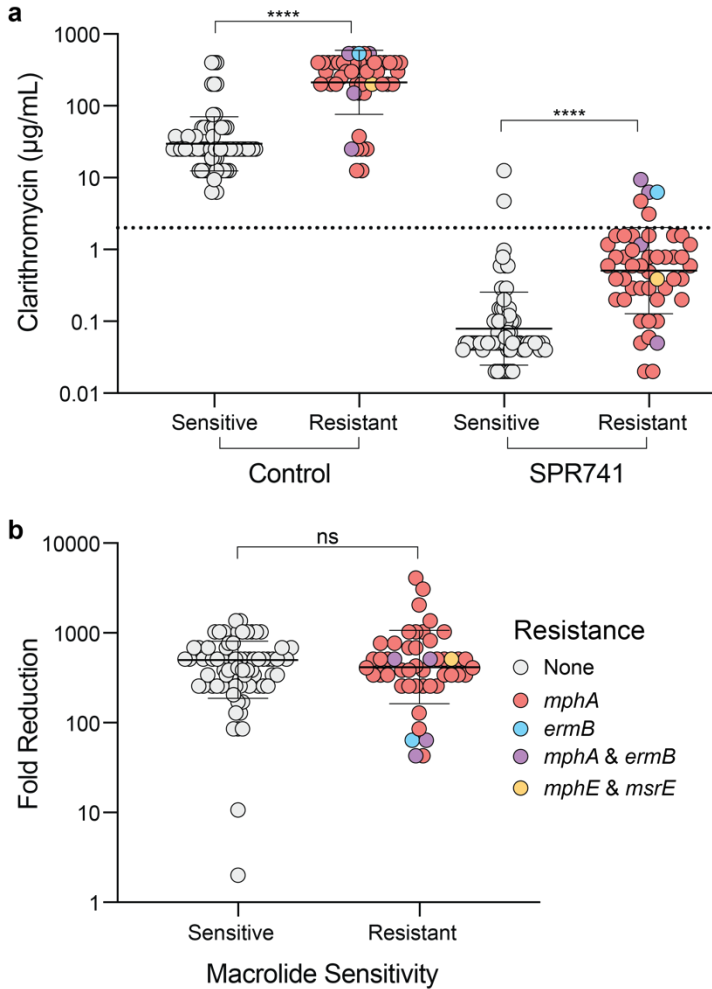 a
Clarithromycin (µg/mL)
1000
100
10
1
0.1
0.01
****
****
Sensitive
Resistant
Sensitive
Resistant
Control
SPR741
b
Fold Reduction
10000
1000
100
10
1
ns
Sensitive
Resistant
Macrolide Sensitivity
Resistance
None
mphA
ermB
mphA & ermB
mphE & msrE